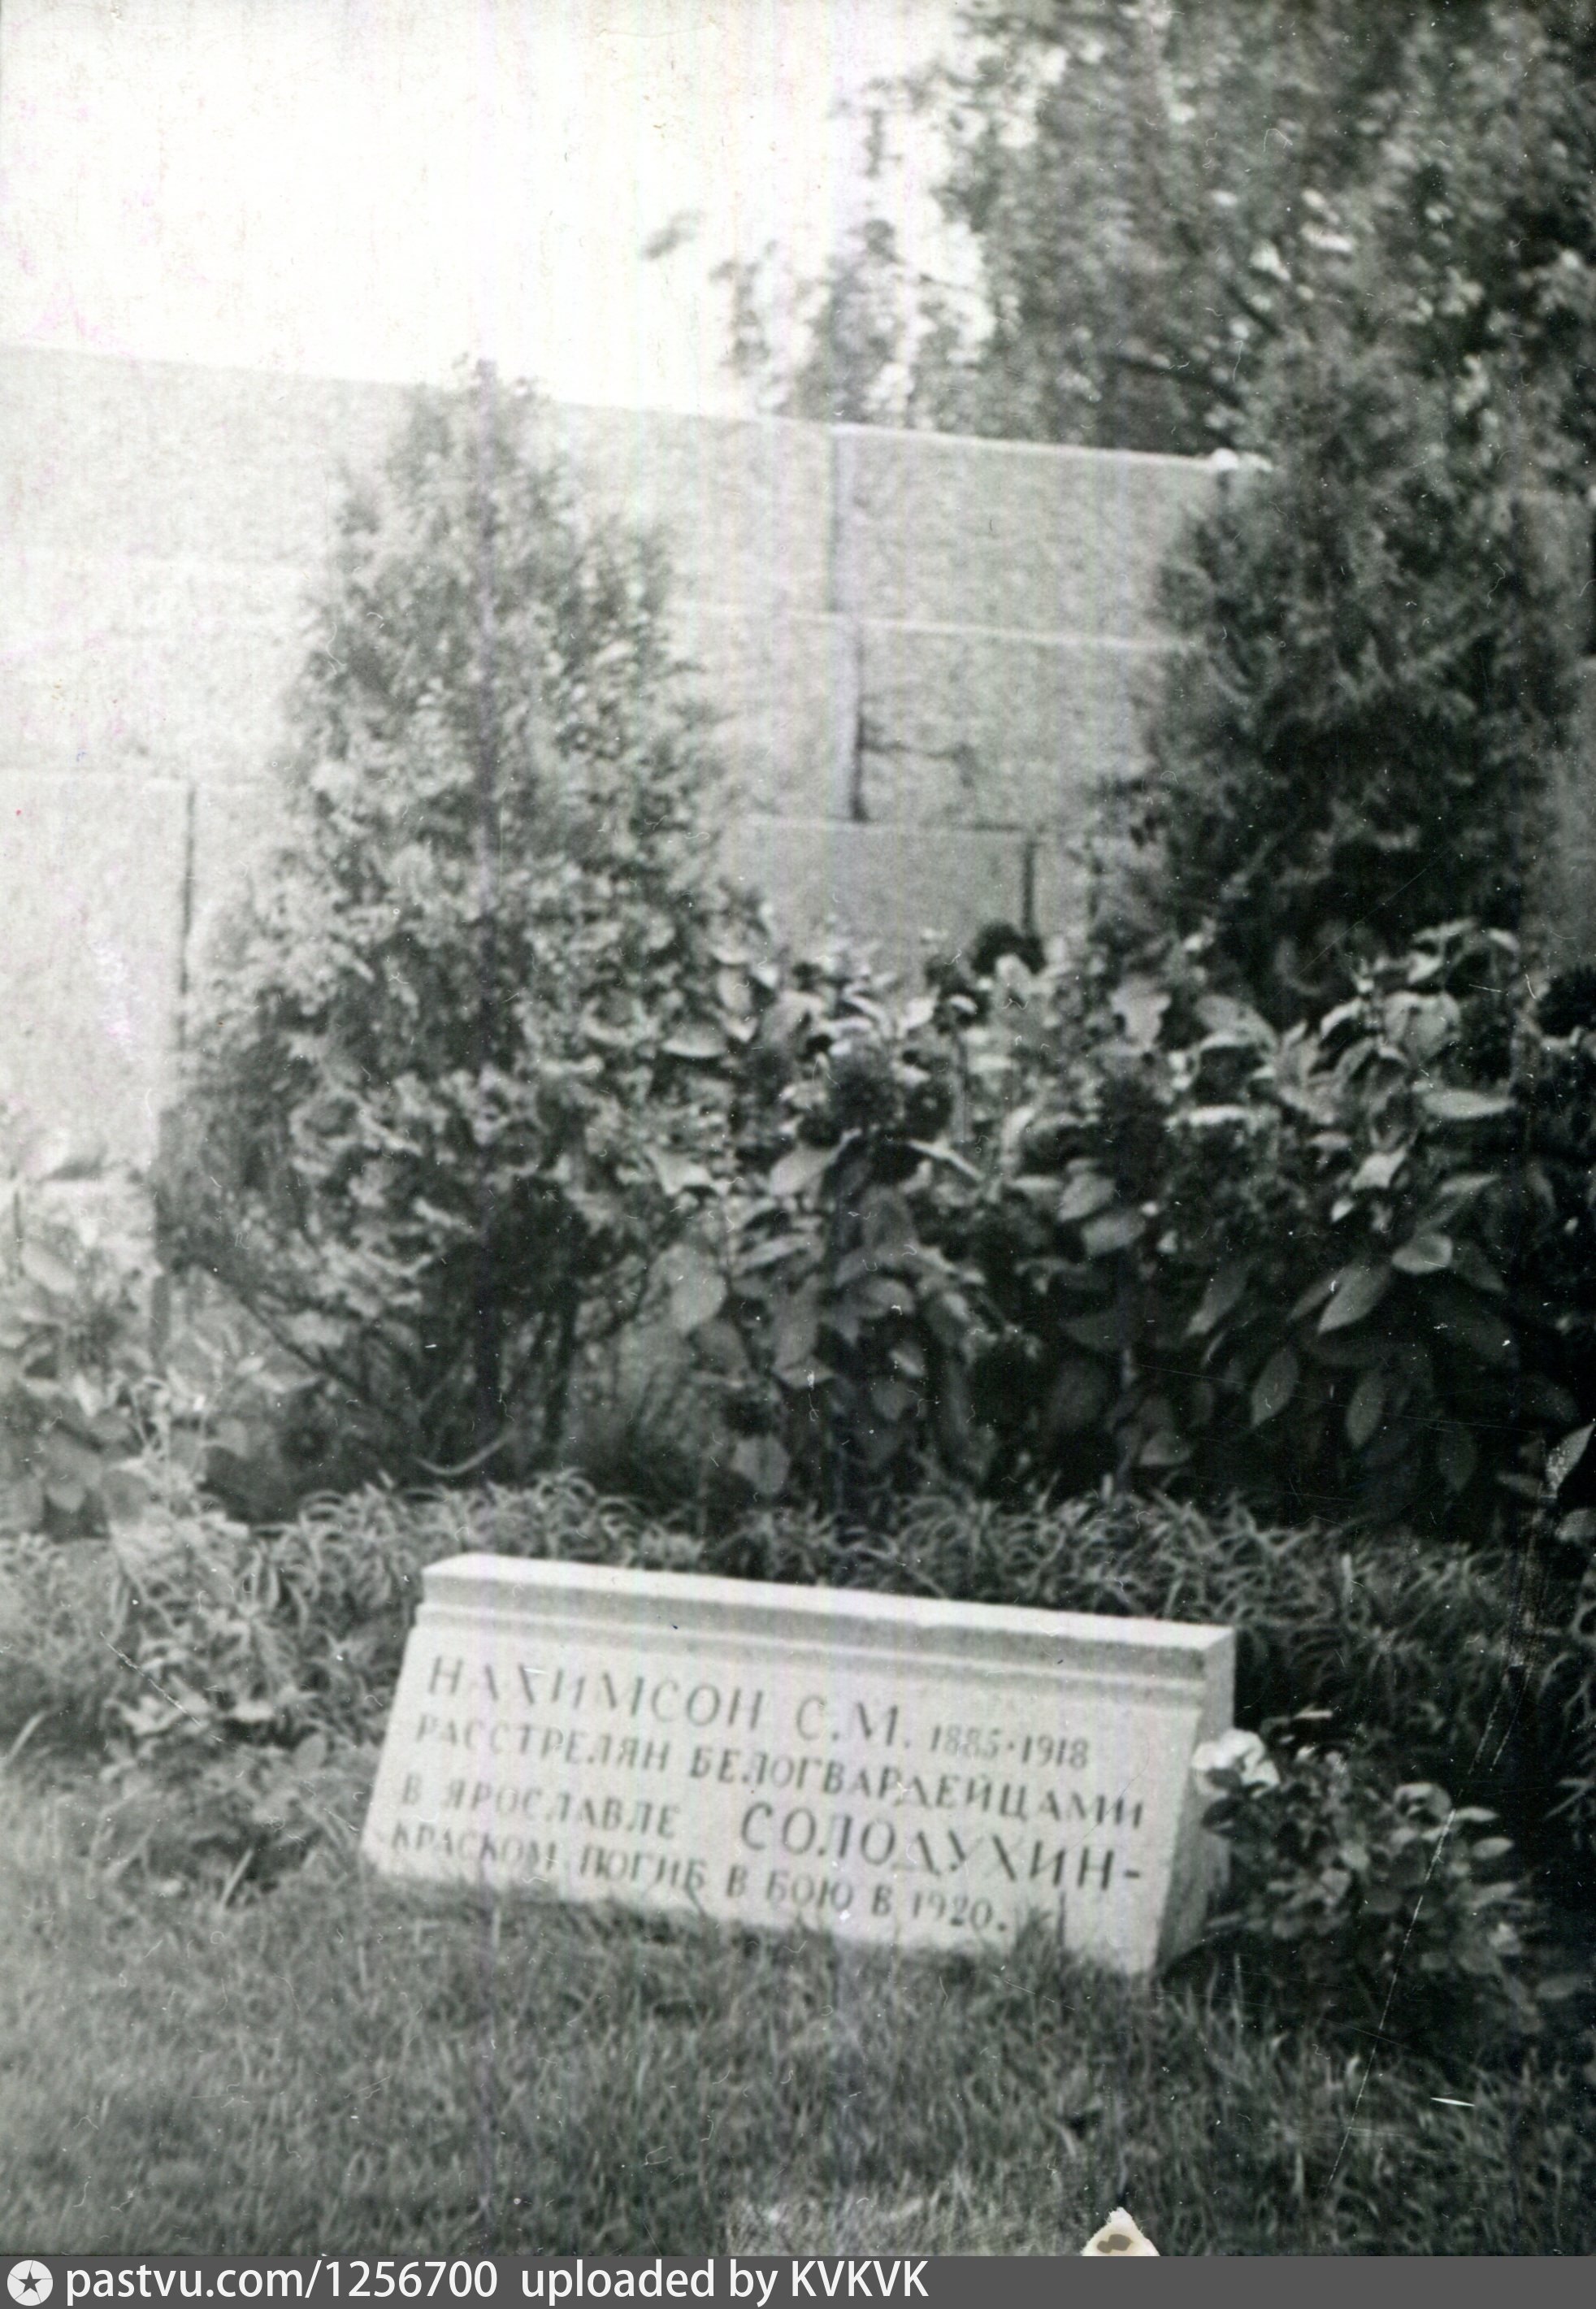 НАХИМСОН С.М. 1885·1918
РАССТРЕЛЯН БЕЛОГВАРДЕЙЦАМИ
В ЯРОСЛАВЛЕ СОЛОДУХИН-
КРАСКОМ ПОГИБ В БОЮ В 1920.
pastvu.com/1256700 uploaded by KVKVK